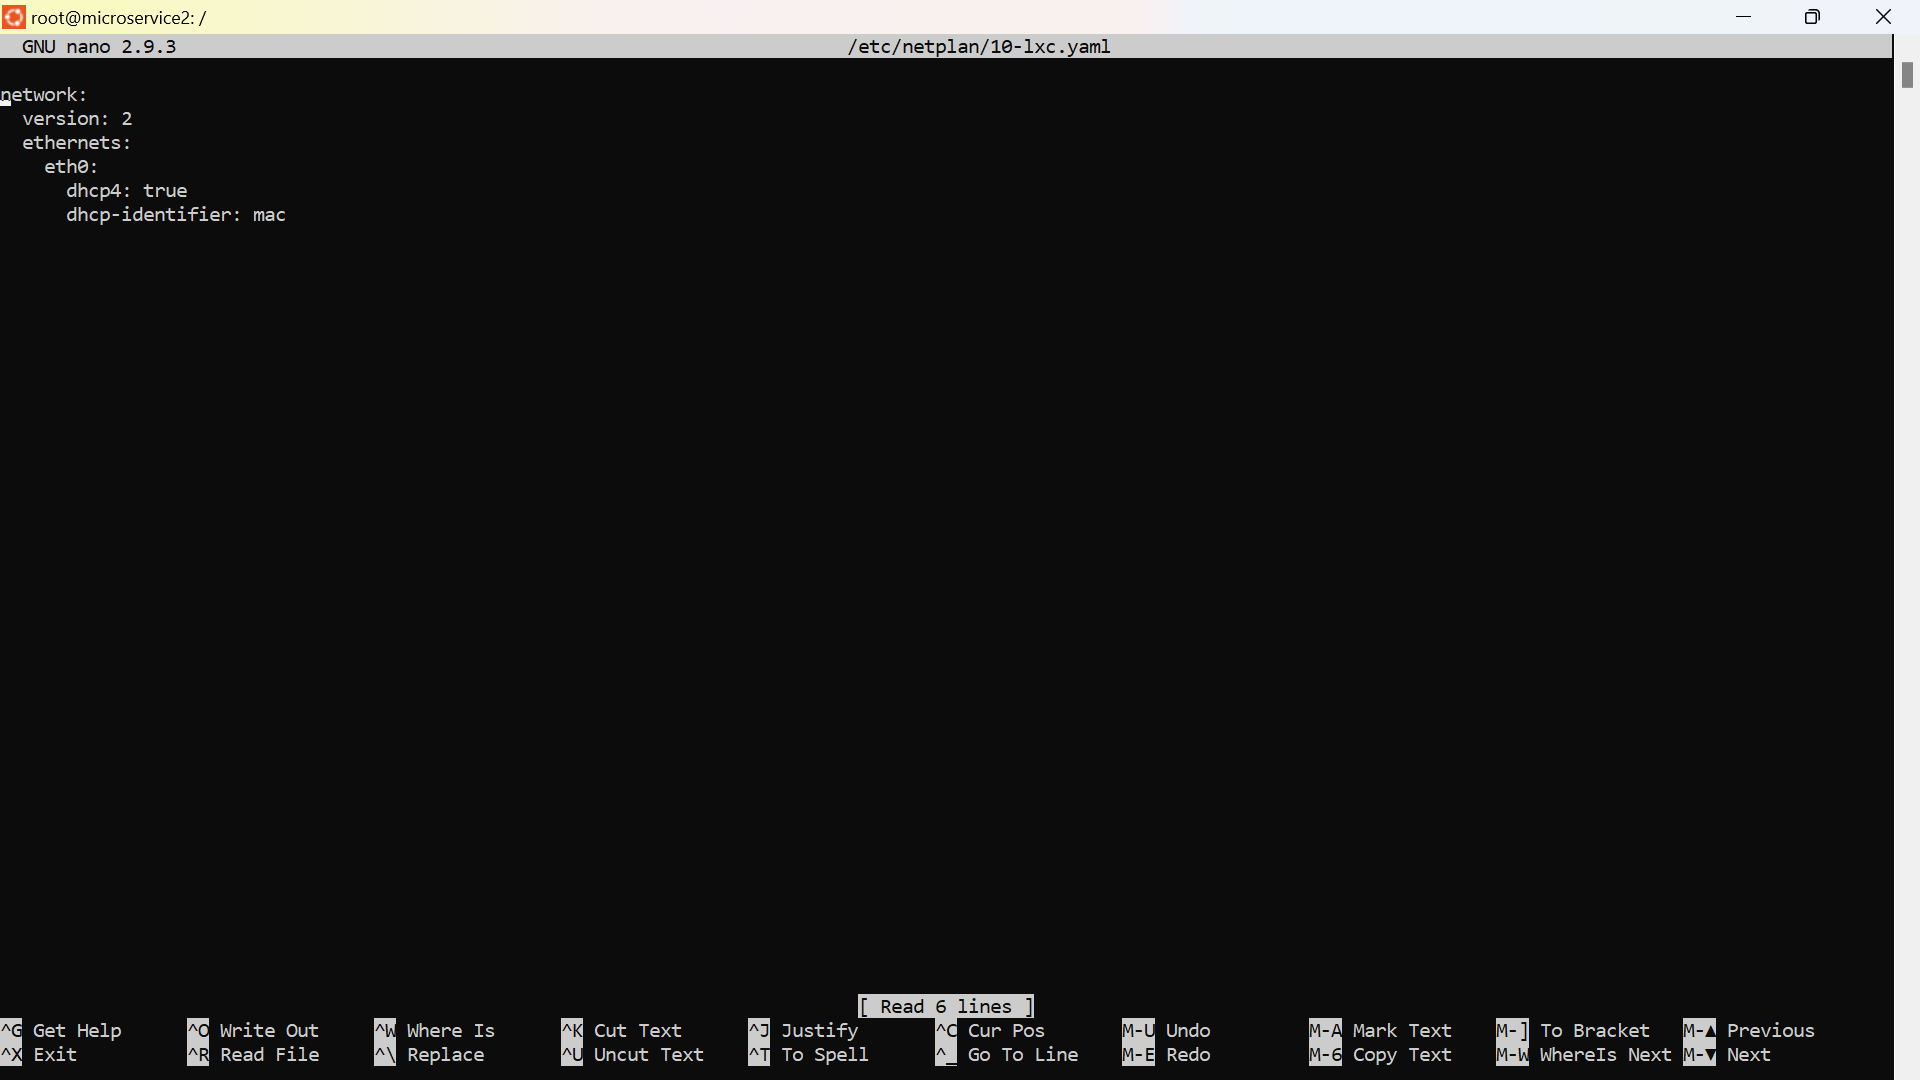 root@microservice2: /
GNU nano 2.9.3 /etc/netplan/10-lxc.yaml
network:
  version: 2
  ethernets:
    eth0:
      dhcp4: true
      dhcp-identifier: mac
[ Read 6 lines ]
^G Get Help ^O Write Out ^W Where Is ^K Cut Text ^J Justify ^C Cur Pos M-U Undo M-A Mark Text M-] To Bracket M-▲ Previous
^X Exit ^R Read File ^\ Replace ^U Uncut Text ^T To Spell ^_ Go To Line M-E Redo M-6 Copy Text M-W WhereIs Next M-▼ Next